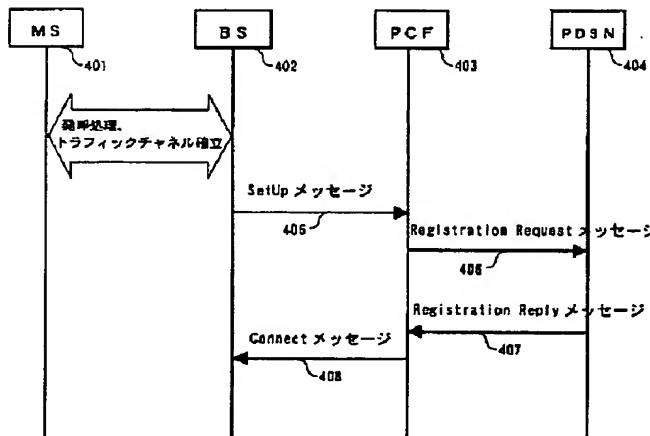 MS
BS
PCF
PDSN
401
402
403
404
発呼処理、
トラフィックチャネル確立
SetUp メッセージ
405
Registration Request メッセージ
406
Registration Reply メッセージ
407
Connect メッセージ
408